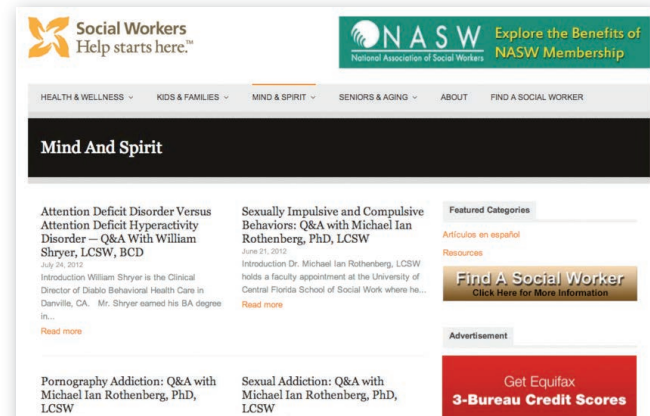 Social Workers
Help starts here.™
NASW
National Association of Social Workers
Explore the Benefits of
NASW Membership
HEALTH & WELLNESS
KIDS & FAMILIES
MIND & SPIRIT
SENIORS & AGING
ABOUT
FIND A SOCIAL WORKER
Mind And Spirit
Attention Deficit Disorder Versus
Attention Deficit Hyperactivity
Disorder — Q&A With William
Shryer, LCSW, BCD
July 24, 2012
Introduction William Shryer is the Clinical
Director of Diablo Behavioral Health Care in
Danville, CA. Mr. Shryer earned his BA degree
in...
Read more
Sexually Impulsive and Compulsive
Behaviors: Q&A with Michael Ian
Rothenberg, PhD, LCSW
June 21, 2012
Introduction Dr. Michael Ian Rothenberg, LCSW
holds a faculty appointment at the University of
Central Florida School of Social Work where he...
Read more
Featured Categories
Artículos en español
Resources
Find A Social Worker
Click Here for More Information
Advertisement
Get Equifax
3-Bureau Credit Scores
Pornography Addiction: Q&A with
Michael Ian Rothenberg, PhD,
LCSW
Sexual Addiction: Q&A with
Michael Ian Rothenberg, PhD,
LCSW